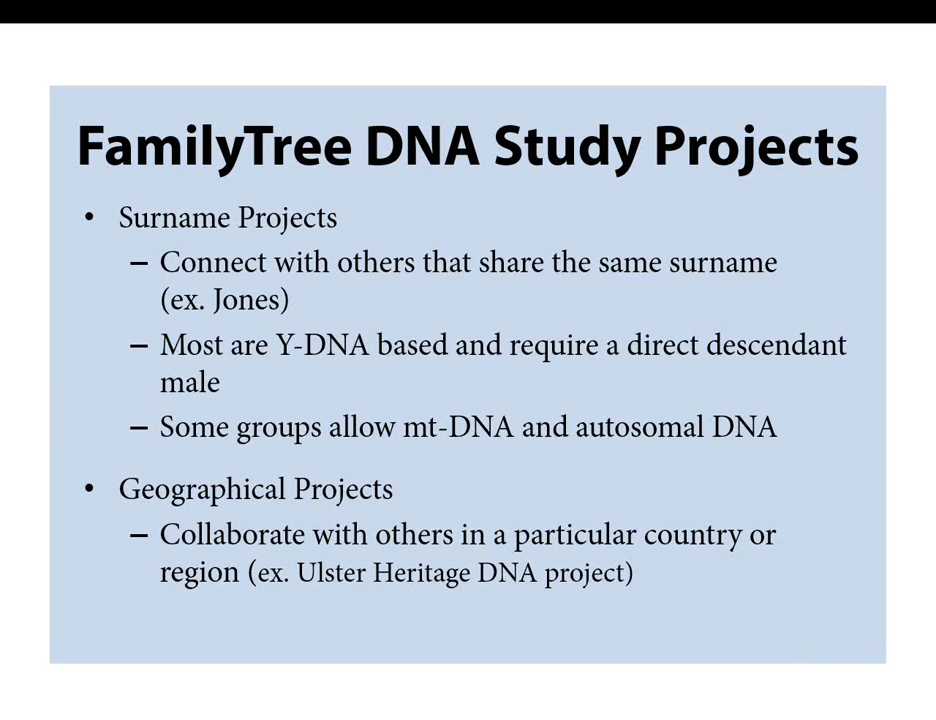 FamilyTree DNA Study Projects
• Surname Projects
– Connect with others that share the same surname
(ex. Jones)
– Most are Y-DNA based and require a direct descendant
male
– Some groups allow mt-DNA and autosomal DNA
• Geographical Projects
– Collaborate with others in a particular country or
region (ex. Ulster Heritage DNA project)